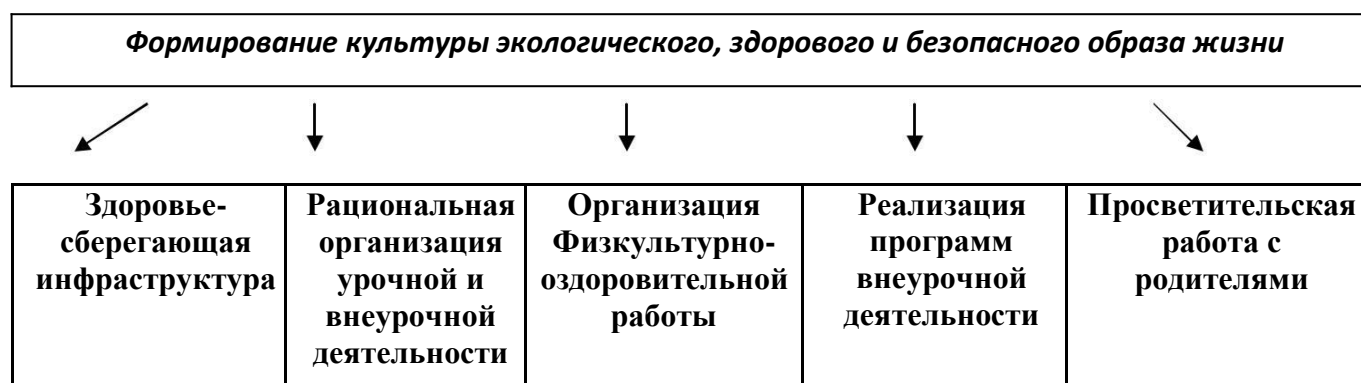 Формирование культуры экологического, здорового и безопасного образа жизни
Здоровье-
сберегающая
инфраструктура
Рациональная
организация
урочной и
внеурочной
деятельности
Организация
Физкультурно-
оздоровительной
работы
Реализация
программ
внеурочной
деятельности
Просветительская
работа с
родителями